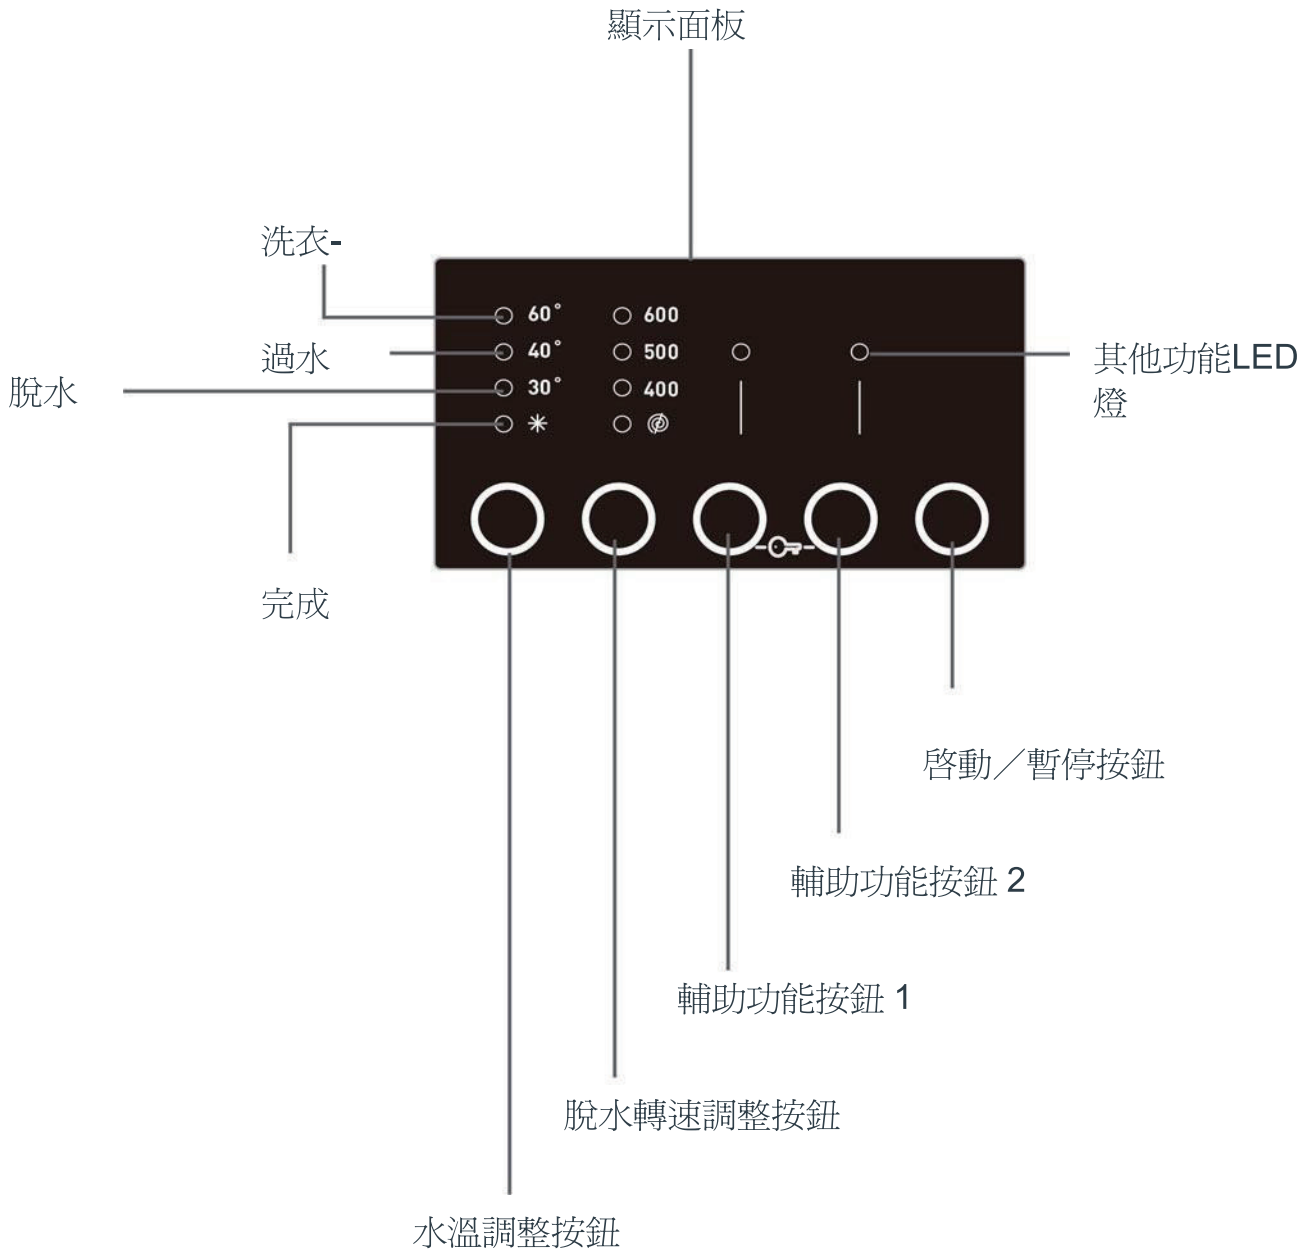 顯示面板
洗衣-
60° 600
過水
40° 500
其他功能LED
燈
脫水
30° 400
完成
啓動／暫停按鈕
輔助功能按鈕 2
輔助功能按鈕 1
脫水轉速調整按鈕
水溫調整按鈕